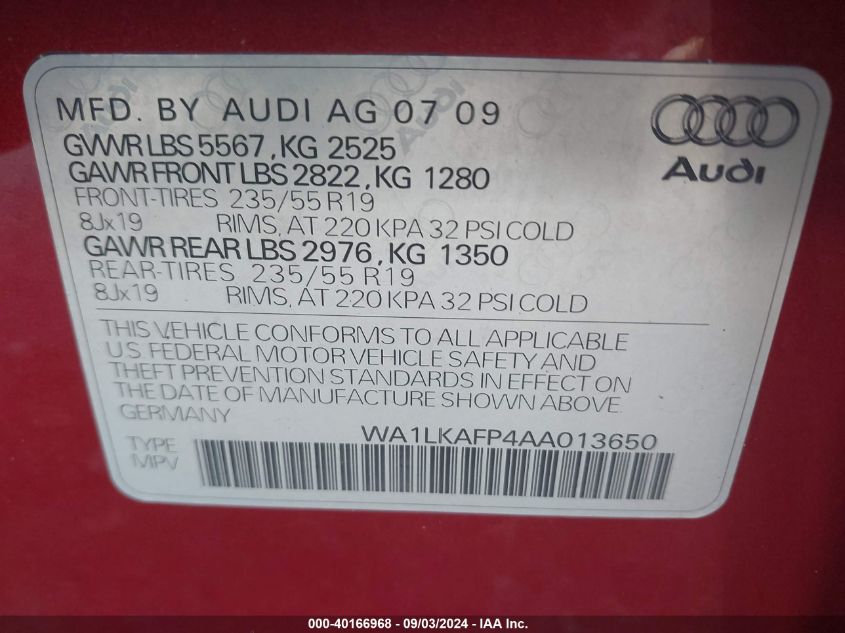 MFD. BY AUDI AG 07 09
GVWR LBS 5567, KG 2525
GAWR FRONT LBS 2822, KG 1280
FRONT-TIRES 235/55 R19
8Jx19 RIMS, AT 220 KPA 32 PSI COLD
GAWR REAR LBS 2976, KG 1350
REAR-TIRES 235/55 R19
8Jx19 RIMS, AT 220 KPA 32 PSI COLD
Audi
THIS VEHICLE CONFORMS TO ALL APPLICABLE
U.S. FEDERAL MOTOR VEHICLE SAFETY AND
THEFT PREVENTION STANDARDS IN EFFECT ON
THE DATE OF MANUFACTURE SHOWN ABOVE
GERMANY
WA1LKAFP4AA013650
TYPE
MPV
000-40166968 - 09/03/2024 - IAA Inc.